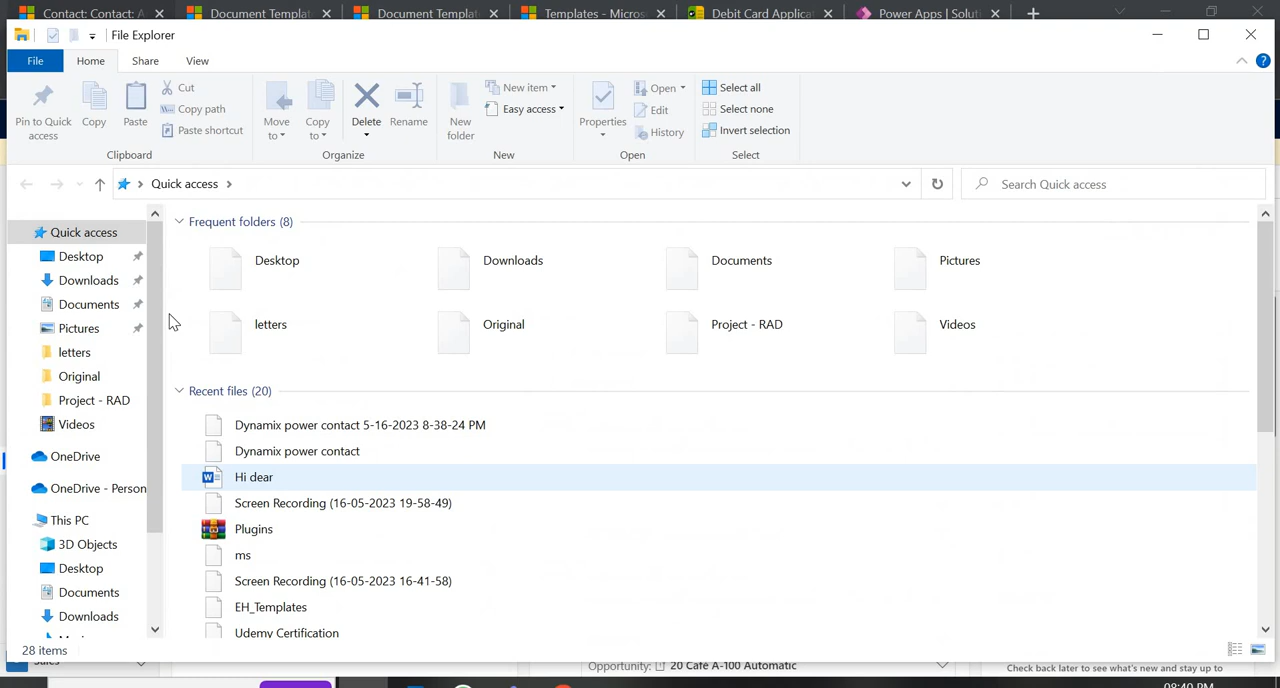 Contact: Contact: A
Document Templat
Document Templat
Templates - Micros
Debit Card Applicat
Power Apps | Solut
File Explorer
File
Home
Share
View
Pin to Quick access
Copy
Paste
Cut
Copy path
Paste shortcut
Clipboard
Move to
Copy to
Delete
Rename
Organize
New folder
New item
Easy access
New
Properties
Open
Edit
History
Open
Select all
Select none
Invert selection
Select
Quick access
Search Quick access
Quick access
Desktop
Downloads
Documents
Pictures
letters
Original
Project - RAD
Videos
OneDrive
OneDrive - Person
This PC
3D Objects
Desktop
Documents
Downloads
Frequent folders (8)
Desktop
Downloads
Documents
Pictures
letters
Original
Project - RAD
Videos
Recent files (20)
Dynamix power contact 5-16-2023 8-38-24 PM
Dynamix power contact
Hi dear
Screen Recording (16-05-2023 19-58-49)
Plugins
ms
Screen Recording (16-05-2023 16-41-58)
EH_Templates
Udemy Certification
28 items
Sales
Opportunity: 20 Café A-100 Automatic
Check back later to see what's new and stay up to
08:40 PM